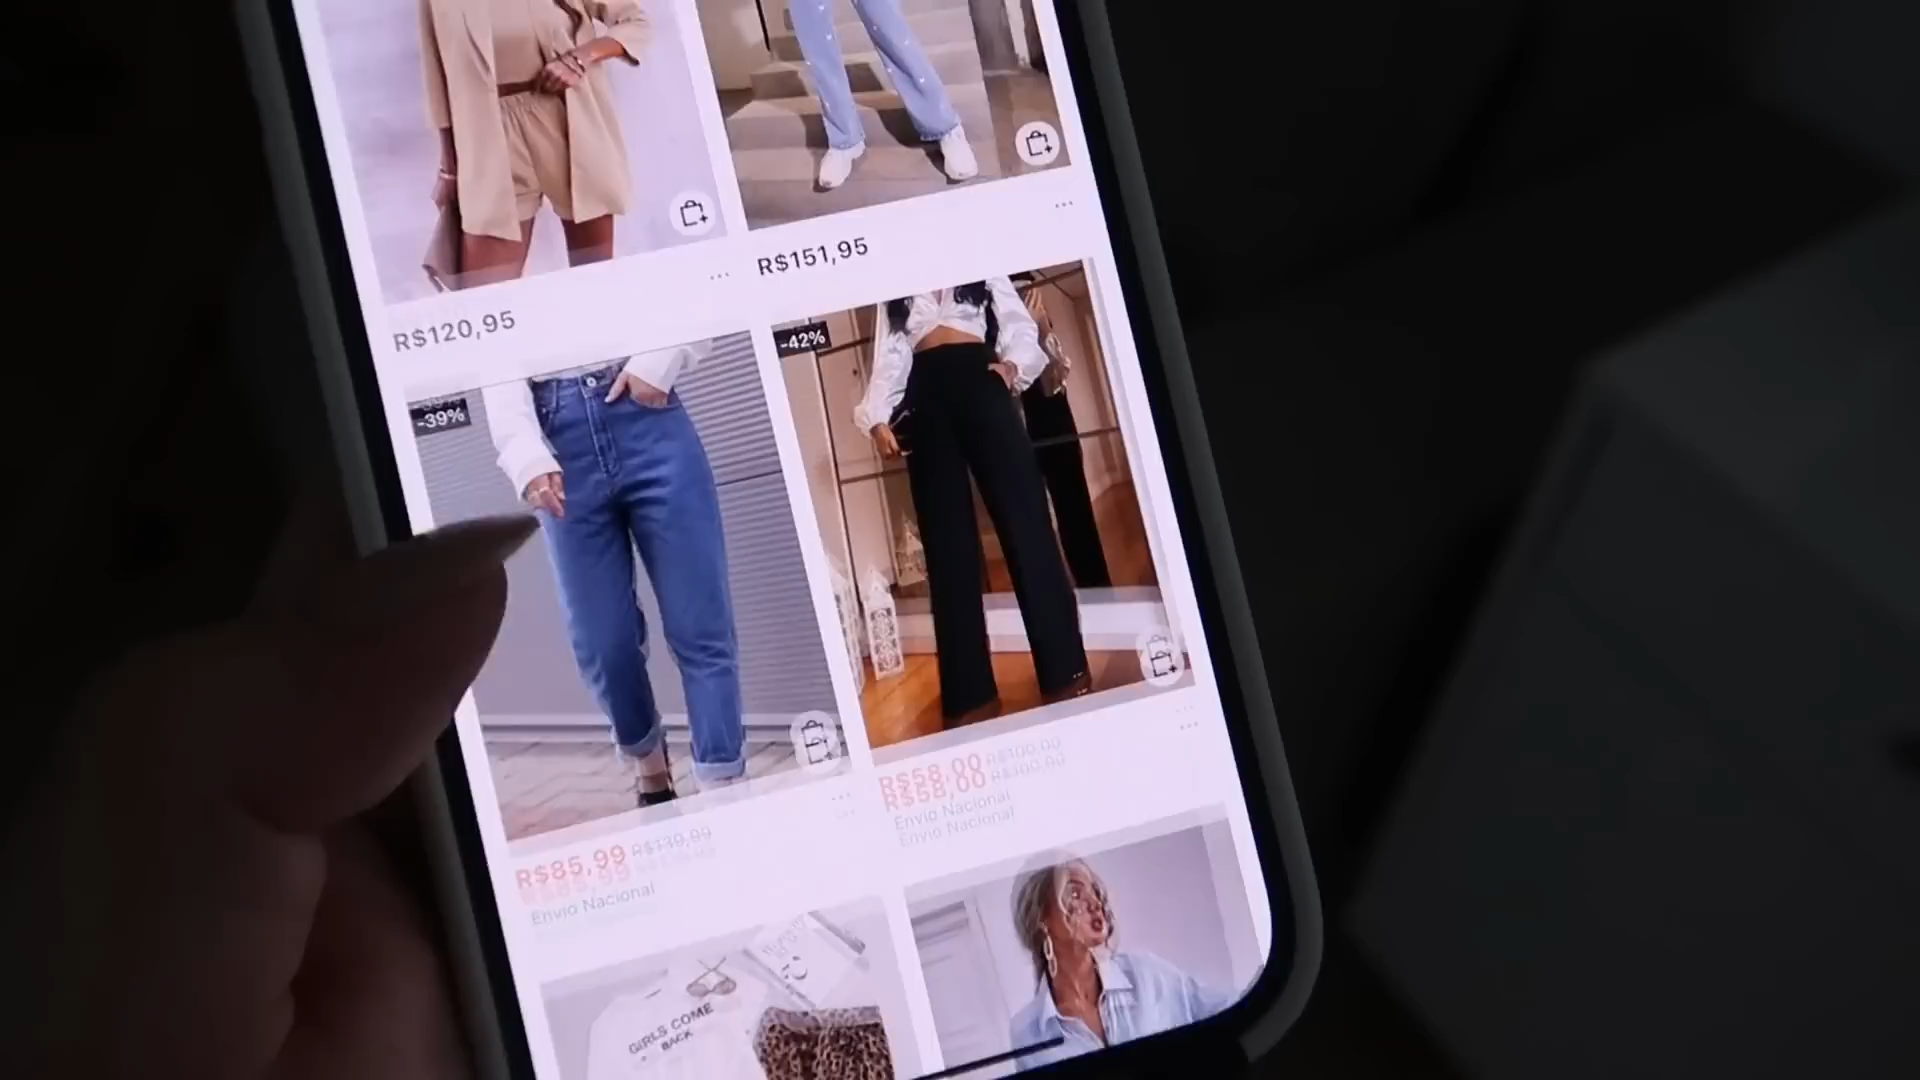 R$151,95
R$120,95
-42%
-39%
R$58,00 R$100,00
Envio Nacional
R$85,99 R$139,99
Envio Nacional
GIRLS COME
BACK